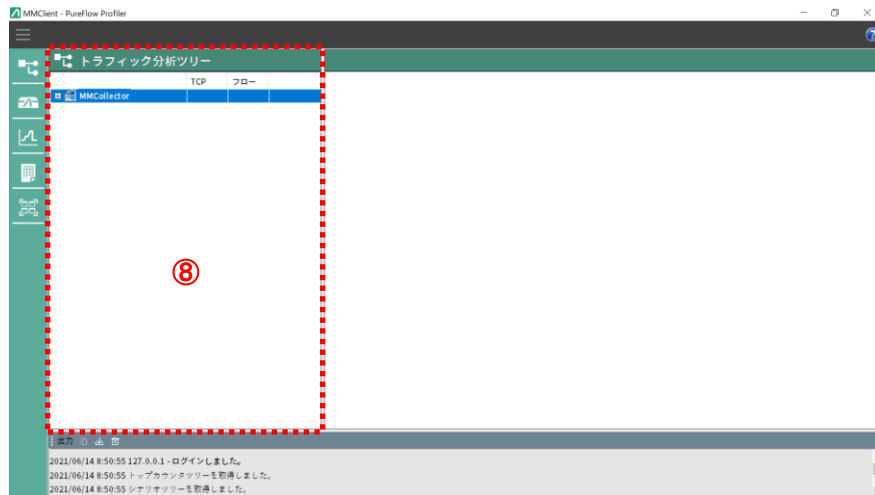 MMClient - PureFlow Profiler
トラフィック分析ツリー
TCP フロー
MMCollector
⑧
出力
2021/06/14 8:50:55 127.0.0.1 - ログインしました。
2021/06/14 8:50:55 トップカウンタツリーを取得しました。
2021/06/14 8:50:55 シナリオツリーを取得しました。